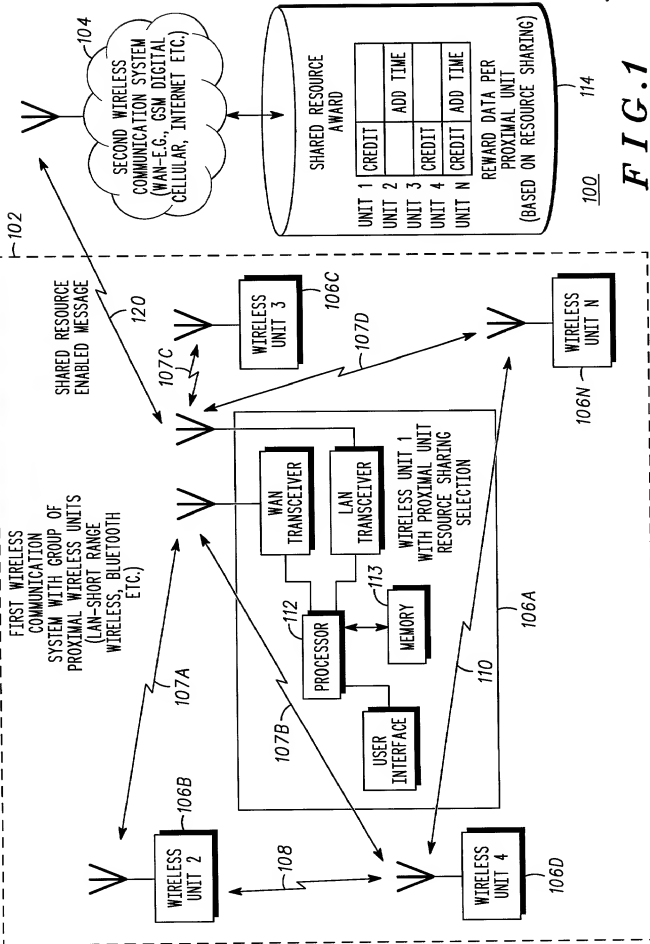 FIRST WIRELESS
COMMUNICATION
SYSTEM WITH GROUP OF
PROXIMAL WIRELESS UNITS
(LAN-SHORT RANGE
WIRELESS, BLUETOOTH
ETC.)
102
SHARED RESOURCE
ENABLED MESSAGE
120
104
SECOND WIRELESS
COMMUNICATION SYSTEM
(WAN-E.G., GSM DIGITAL
CELLULAR, INTERNET ETC.)
107A
107C
WIRELESS
UNIT 3
106C
107D
WIRELESS
UNIT 2
106B
108
107B
WAN
TRANSCEIVER
LAN
TRANSCEIVER
112
PROCESSOR
113
MEMORY
USER
INTERFACE
WIRELESS UNIT 1
WITH PROXIMAL UNIT
RESOURCE SHARING
SELECTION
106A
110
WIRELESS
UNIT 4
106D
WIRELESS
UNIT N
106N
SHARED RESOURCE
AWARD
UNIT 1 CREDIT
UNIT 2 ADD TIME
UNIT 3
UNIT 4 CREDIT
UNIT N CREDIT ADD TIME
REWARD DATA PER
PROXIMAL UNIT
(BASED ON RESOURCE SHARING)
114
100
FIG.1